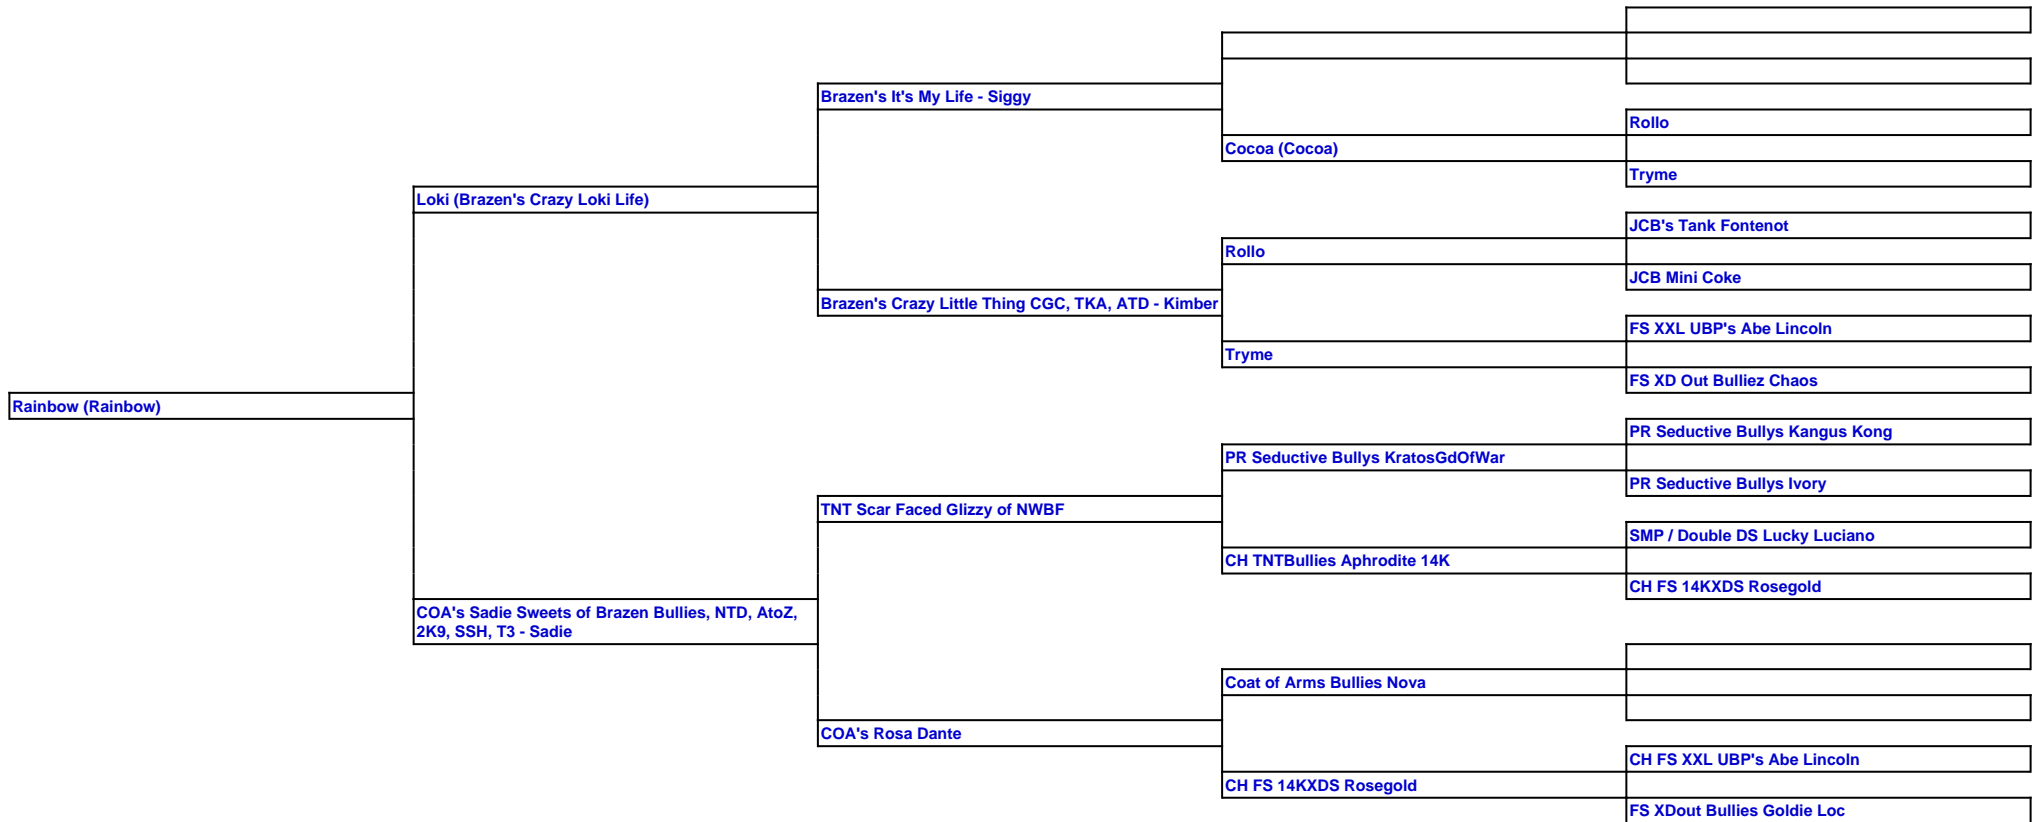 Brazen's It's My Life - Siggy
Rollo
Cocoa (Cocoa)
Tryme
Loki (Brazen's Crazy Loki Life)
JCB's Tank Fontenot
Rollo
JCB Mini Coke
Brazen's Crazy Little Thing CGC, TKA, ATD - Kimber
FS XXL UBP's Abe Lincoln
Tryme
FS XD Out Bulliez Chaos
Rainbow (Rainbow)
PR Seductive Bullys Kangus Kong
PR Seductive Bullys KratosGdOfWar
PR Seductive Bullys Ivory
TNT Scar Faced Glizzy of NWBF
SMP / Double DS Lucky Luciano
CH TNTBullies Aphrodite 14K
CH FS 14KXDS Rosegold
COA's Sadie Sweets of Brazen Bullies, NTD, AtoZ,
2K9, SSH, T3 - Sadie
Coat of Arms Bullies Nova
COA's Rosa Dante
CH FS XXL UBP's Abe Lincoln
CH FS 14KXDS Rosegold
FS XDout Bullies Goldie Loc